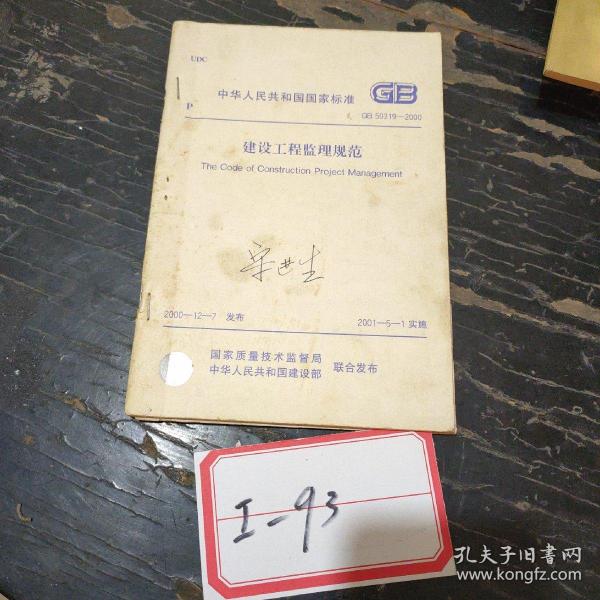 UDC
中华人民共和国国家标准 GB
P
GB 50319—2000
建设工程监理规范
The Code of Construction Project Management
2000—12—7 发布
2001—5—1 实施
国家质量技术监督局
中华人民共和国建设部
联合发布
I-93
孔夫子旧书网
www.kongfz.com